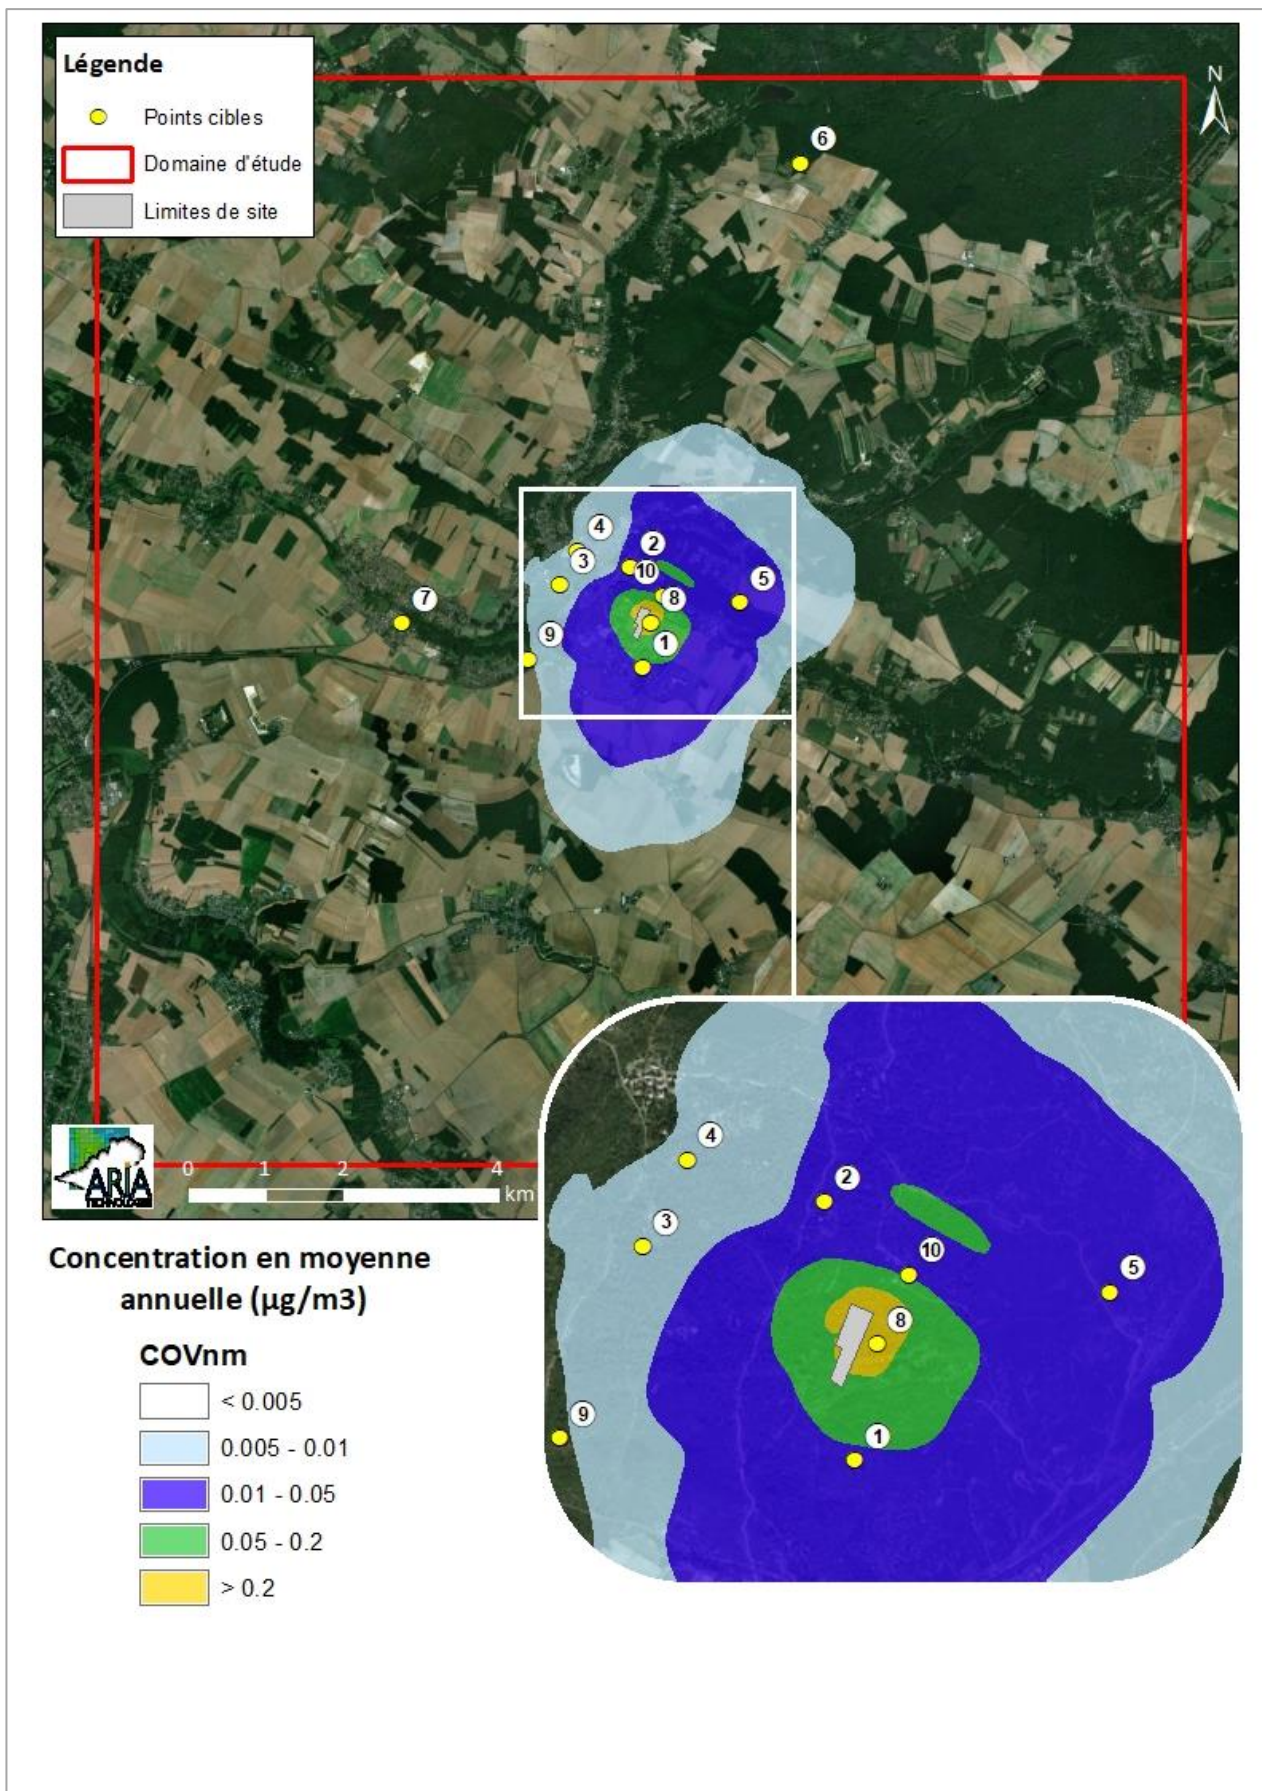 Légende
Points cibles
Domaine d'étude
Limites de site
N
6
4
2
3
10
5
7
8
9
1
ARIA
TECHNOLOGIES
0 1 2 4
km
4
2
3
10
5
8
9
1
Concentration en moyenne
annuelle (µg/m3)
COVnm
< 0.005
0.005 - 0.01
0.01 - 0.05
0.05 - 0.2
> 0.2